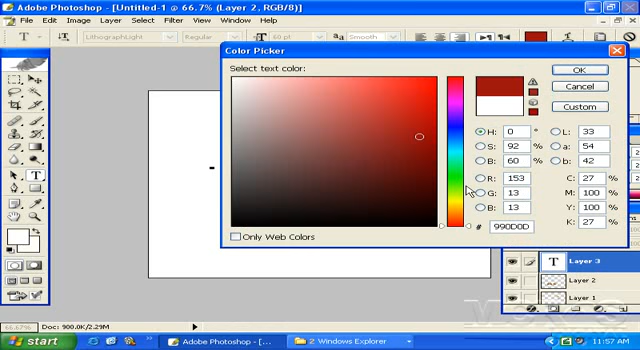 Adobe Photoshop - [Untitled-1 @ 66.7% (Layer 2, RGB/8)]
File Edit Image Layer Select Filter View Window Help
T LithographLight Regular 60 pt aa Smooth
Color Picker
Select text color:
OK
Cancel
Custom
H: 0 ° L: 33
S: 92 % a: 54
B: 60 % b: 42
R: 153 C: 27 %
G: 13 M: 100 %
B: 13 Y: 100 %
# 990D0D K: 27 %
Only Web Colors
T Layer 3
Layer 2
Layer 1
66.67% Doc: 900.0K/2.29M
start Adobe Photoshop - [... 2 Windows Explorer 11:57 AM